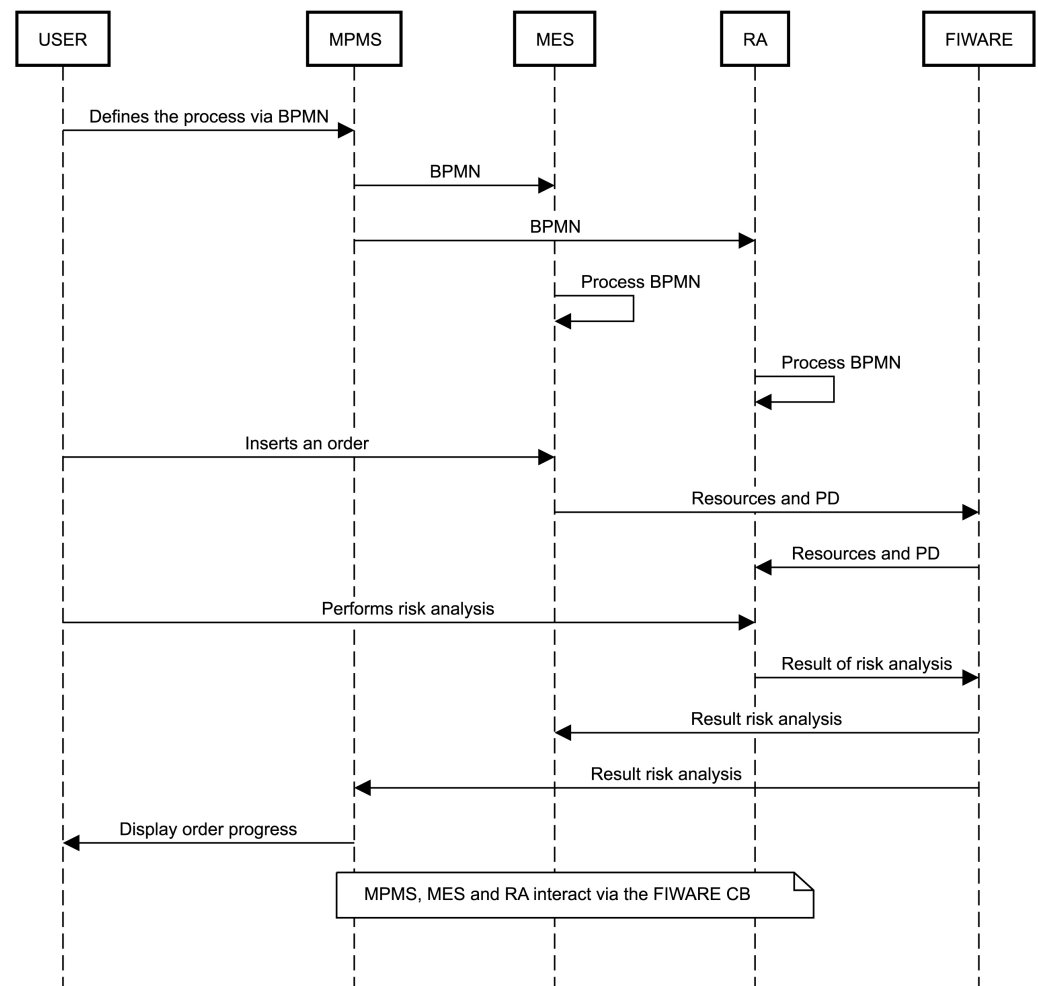 USER
MPMS
MES
RA
FIWARE
Defines the process via BPMN
BPMN
BPMN
Process BPMN
Process BPMN
Inserts an order
Resources and PD
Resources and PD
Performs risk analysis
Result of risk analysis
Result risk analysis
Result risk analysis
Display order progress
MPMS, MES and RA interact via the FIWARE CB